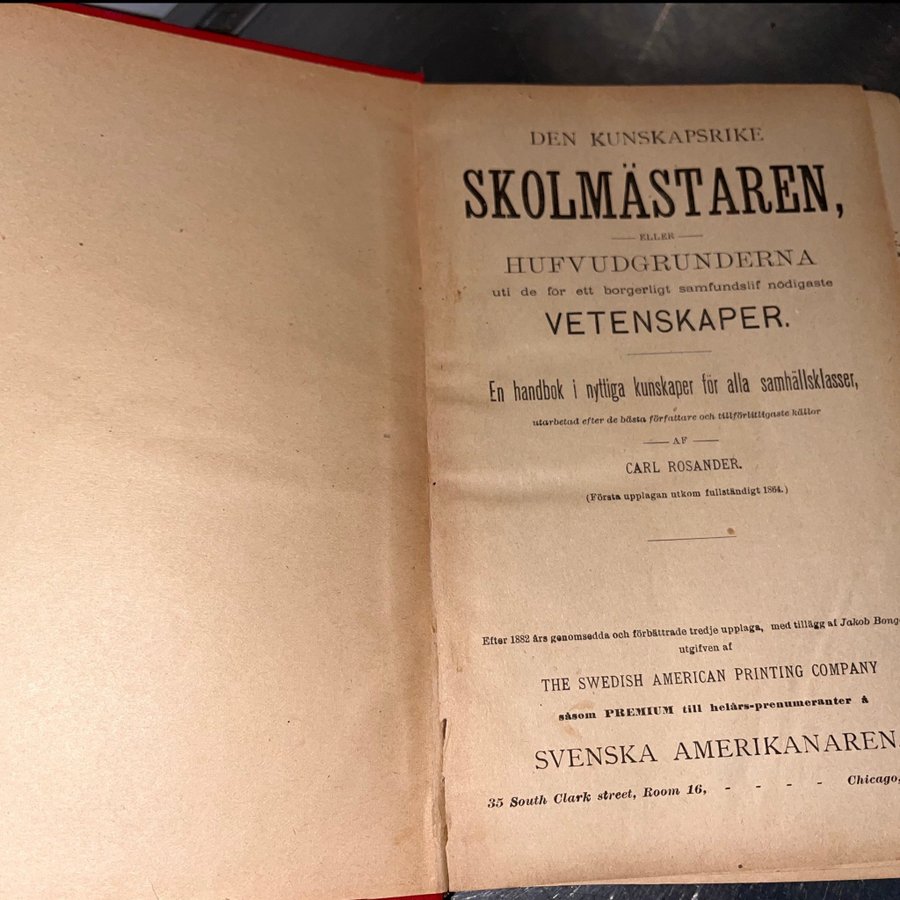 DEN KUNSKAPSRIKE
SKOLMÄSTAREN,
ELLER
HUFVUDGRUNDERNA
uti de för ett borgerligt samfundslif nödigaste
VETENSKAPER.
En handbok i nyttiga kunskaper för alla samhällsklasser,
utarbetad efter de bästa författare och tillförlitligaste källor
AF
CARL ROSANDER.
(Första upplagan utkom fullständigt 1864.)
Efter 1882 års genomsedda och förbättrade tredje upplaga, med tillägg af Jakob
utgifven af
THE SWEDISH AMERICAN PRINTING COMPANY
såsom PREMIUM till helårs-prenumeranter å
SVENSKA AMERIKANAREN,
35 South Clark street, Room 16, - - - - Chicago,